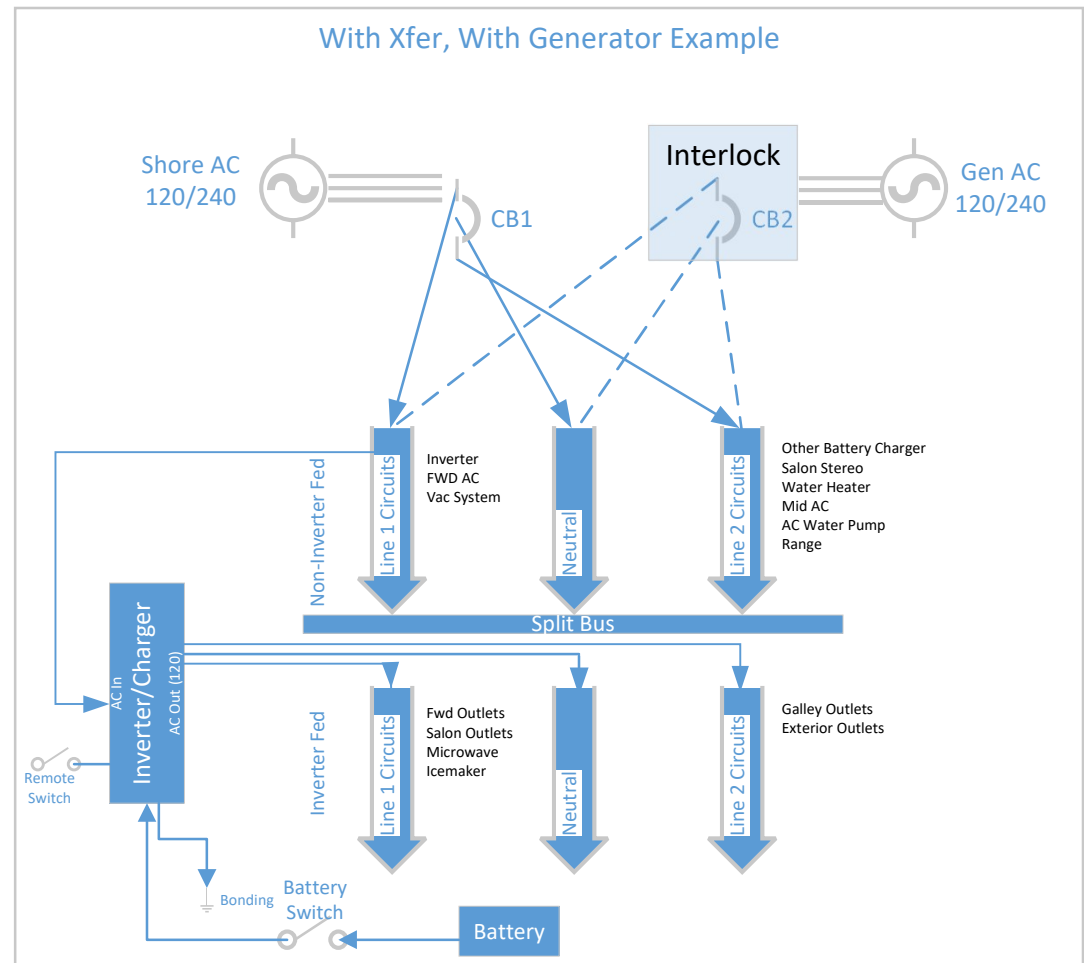 With Xfer, With Generator Example
Shore AC
120/240
CB1
Interlock
CB2
Gen AC
120/240
Non-Inverter Fed
Line 1 Circuits
Inverter
FWD AC
Vac System
Neutral
Line 2 Circuits
Other Battery Charger
Salon Stereo
Water Heater
Mid AC
AC Water Pump
Range
Split Bus
AC In
Inverter/Charger
AC Out (120)
Remote
Switch
Inverter Fed
Line 1 Circuits
Fwd Outlets
Salon Outlets
Microwave
Icemaker
Neutral
Line 2 Circuits
Galley Outlets
Exterior Outlets
Bonding
Battery
Switch
Battery